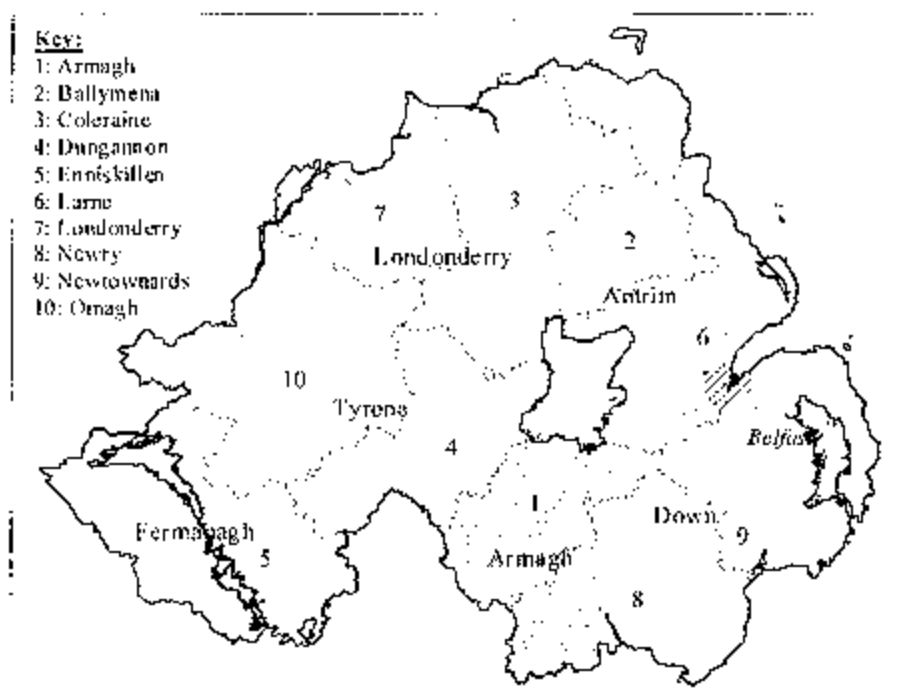 Key:
1: Armagh
2: Ballymena
3: Coleraine
4: Dungannon
5: Enniskillen
6: Larne
7: Londonderry
8: Newry
9: Newtownards
10: Omagh
7
3
2
Londonderry
Antrim
6
10
Tyrone
4
Belfast
1
Down
Fermanagh
5
Armagh
9
8